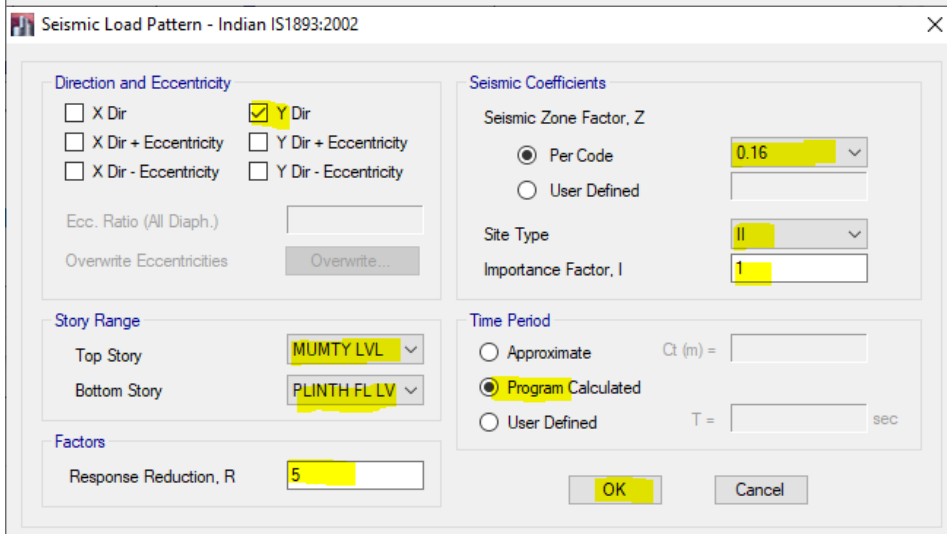 Seismic Load Pattern - Indian IS1893:2002
Direction and Eccentricity
X Dir
Y Dir
X Dir + Eccentricity
Y Dir + Eccentricity
X Dir - Eccentricity
Y Dir - Eccentricity
Ecc. Ratio (All Diaph.)
Overwrite Eccentricities
Overwrite...
Story Range
Top Story
MUMTY LVL
Bottom Story
PLINTH FL LV
Factors
Response Reduction, R
5
Seismic Coefficients
Seismic Zone Factor, Z
Per Code
0.16
User Defined
Site Type
II
Importance Factor, I
1
Time Period
Approximate
Ct (m) =
Program Calculated
User Defined
T =
sec
OK
Cancel